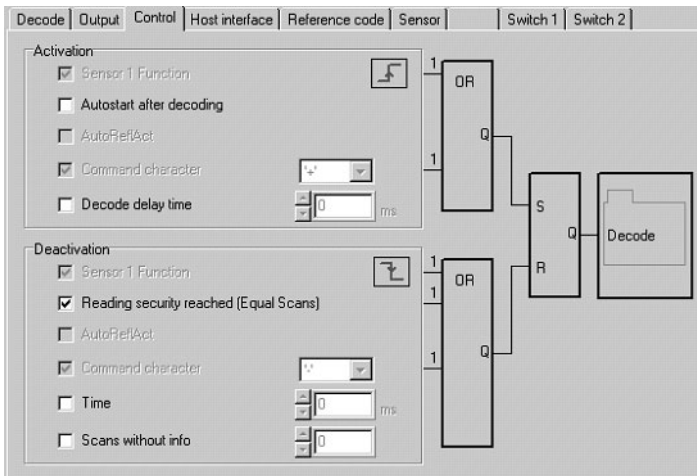 Decode Output Control Host interface Reference code Sensor Switch 1 Switch 2
Activation
Sensor 1 Function
Autostart after decoding
AutoReflAct
Command character '+'
Decode delay time 0 ms
1 OR
1 Q
S
Q Decode
R
Deactivation
Sensor 1 Function
Reading security reached (Equal Scans)
AutoReflAct
Command character '-'
Time 0 ms
Scans without info 0
1 OR
1
1 Q